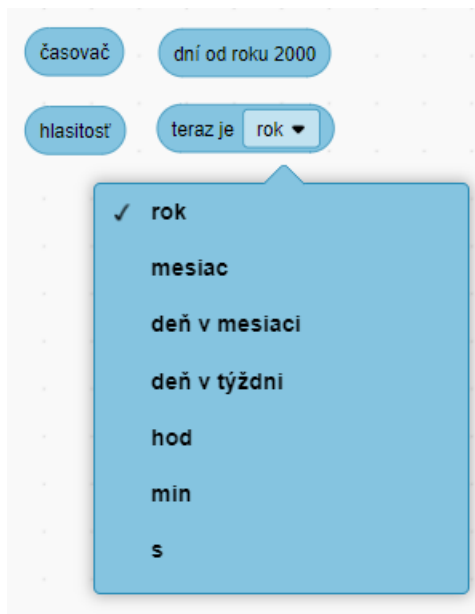 časovač dní od roku 2000
hlasitosť teraz je rok
rok
mesiac
deň v mesiaci
deň v týždni
hod
min
s